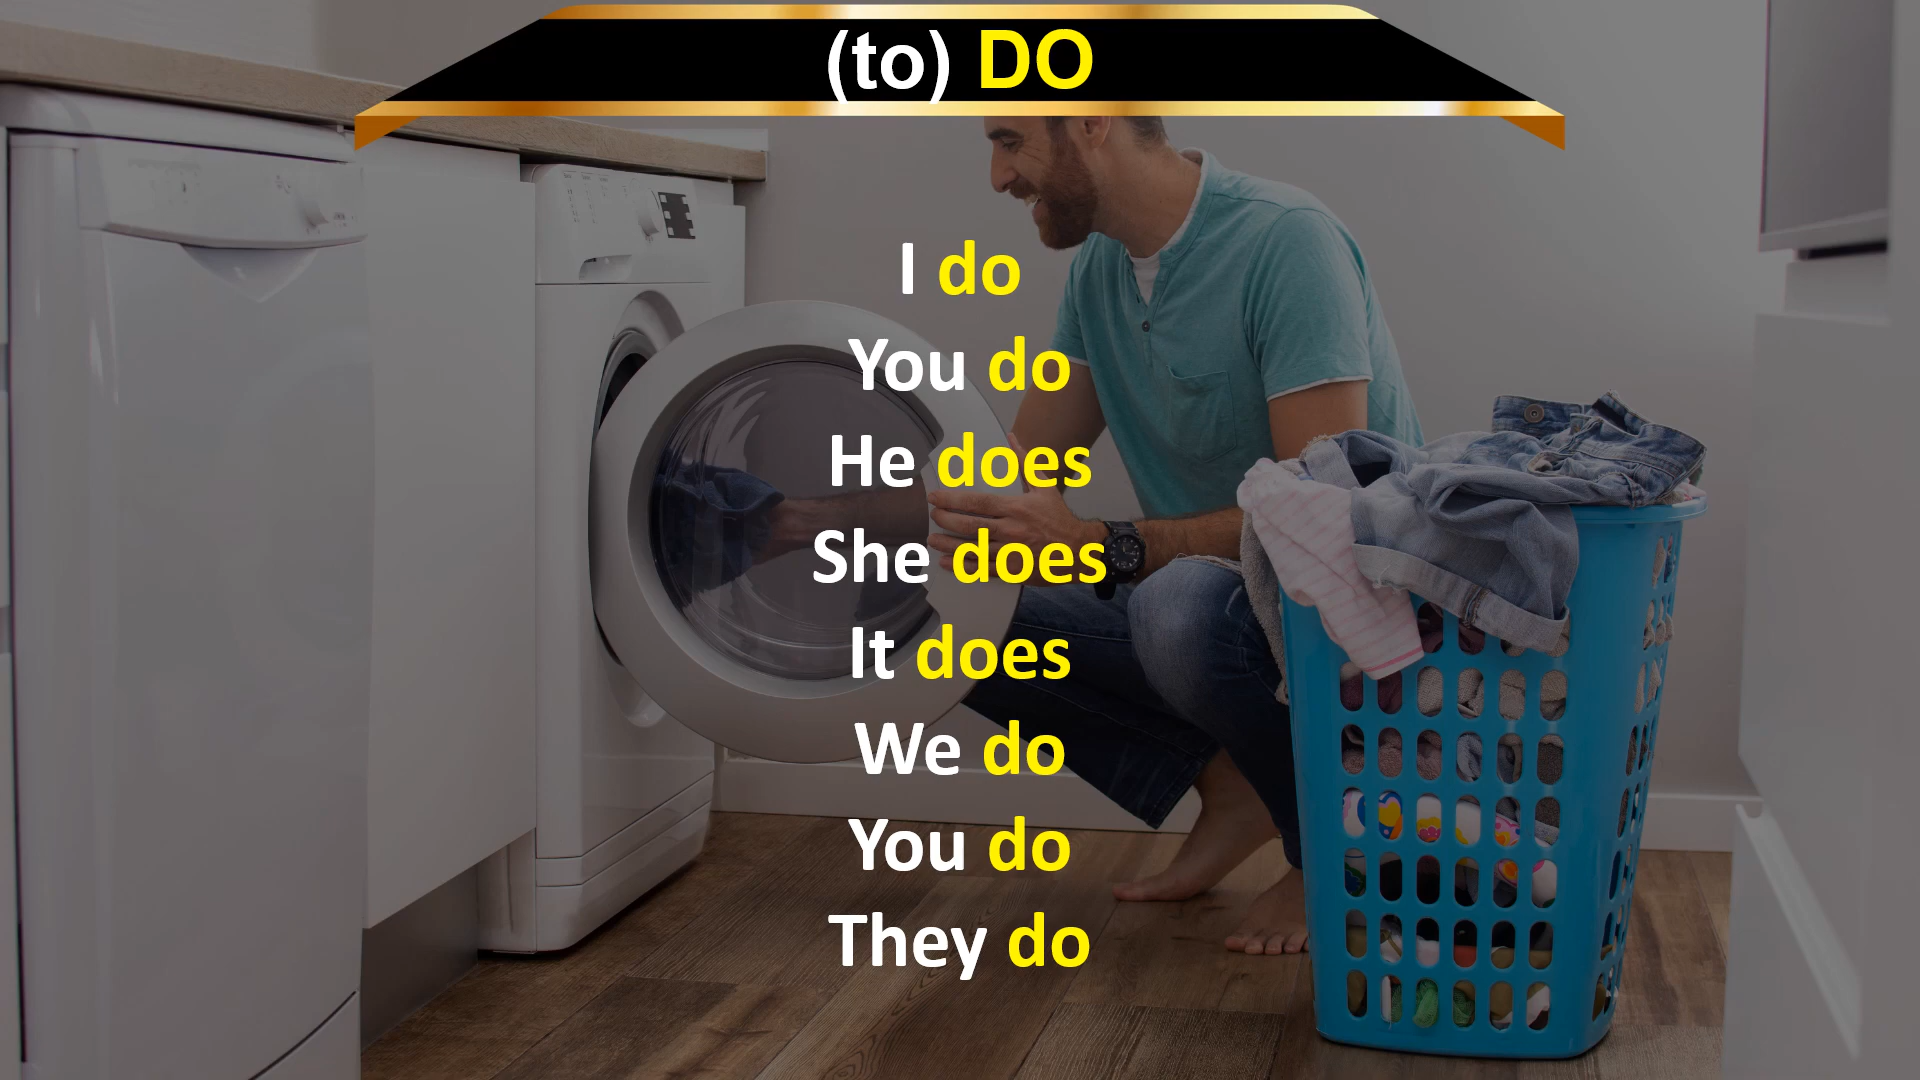 (to) DO
I do
You do
He does
She does
It does
We do
You do
They do